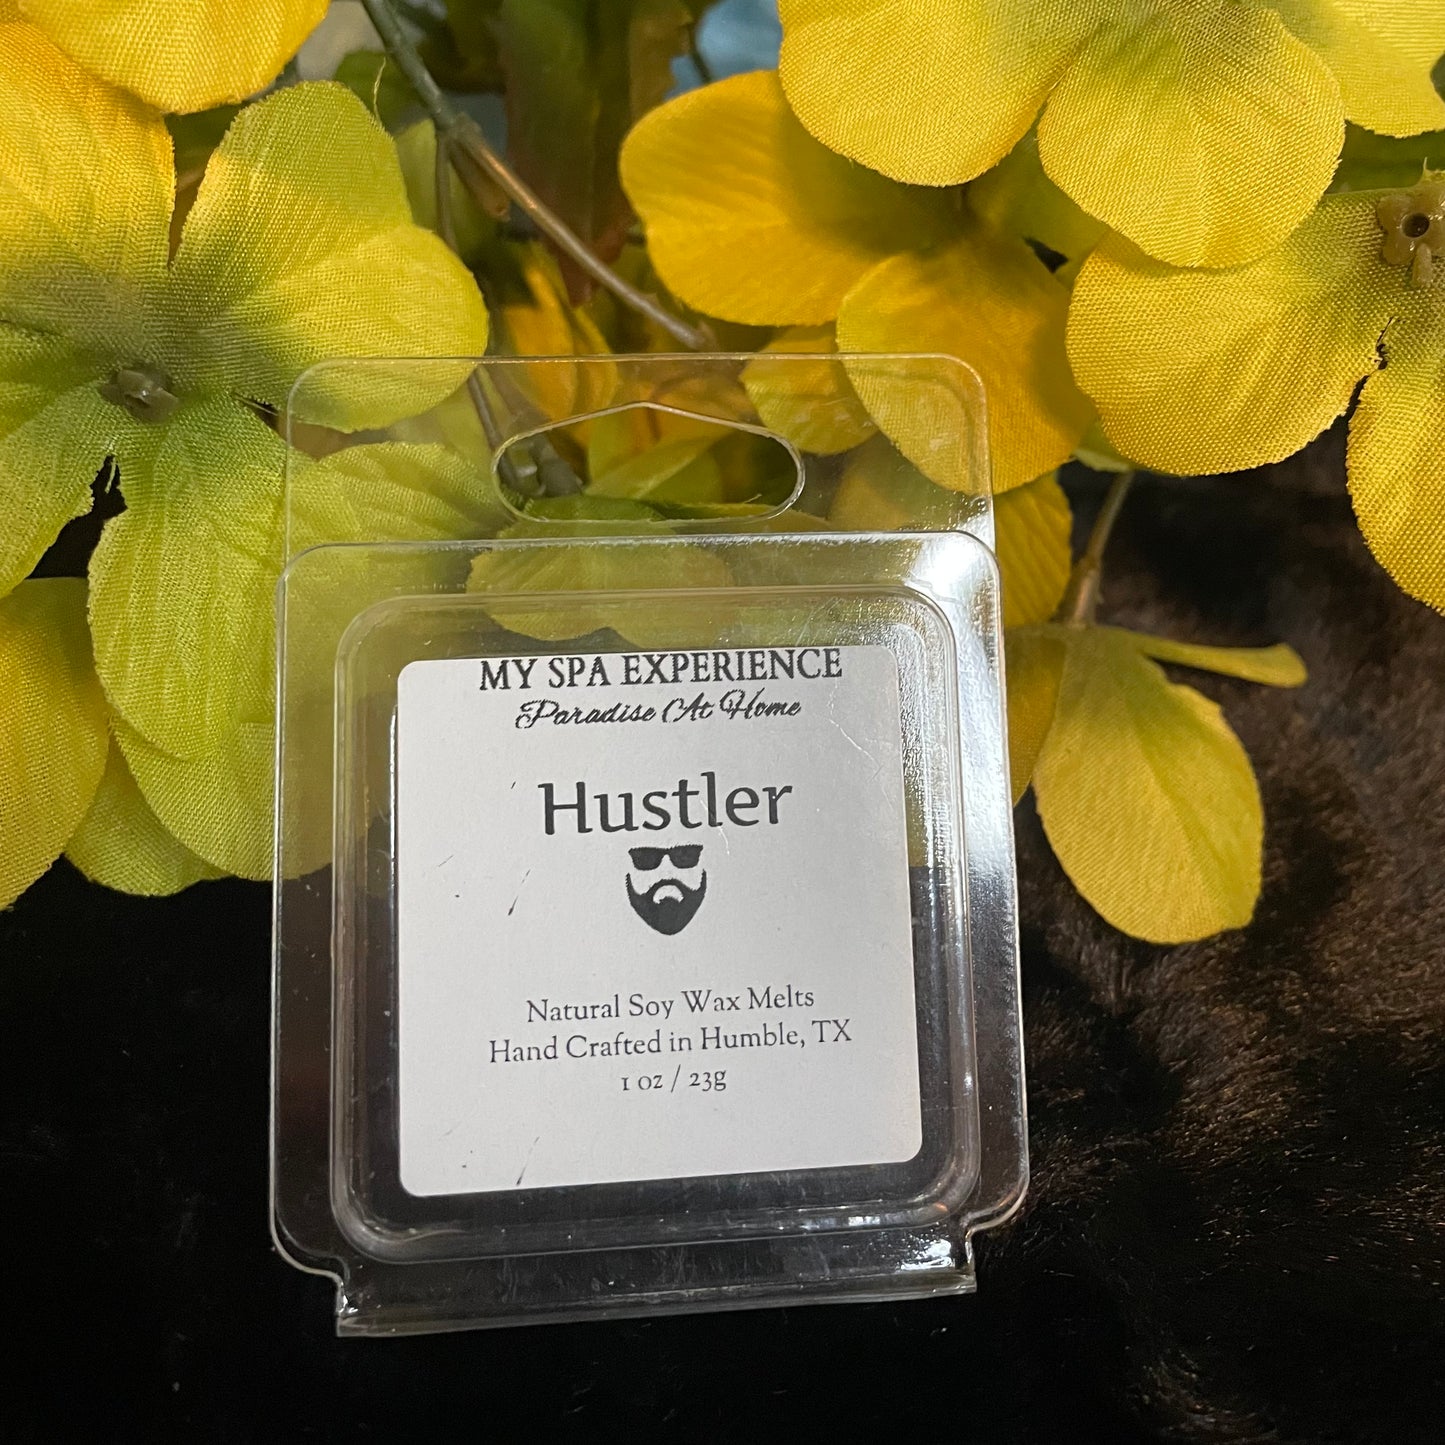 MY SPA EXPERIENCE
Paradise At Home
Hustler
Natural Soy Wax Melts
Hand Crafted in Humble, TX
1 oz / 23g